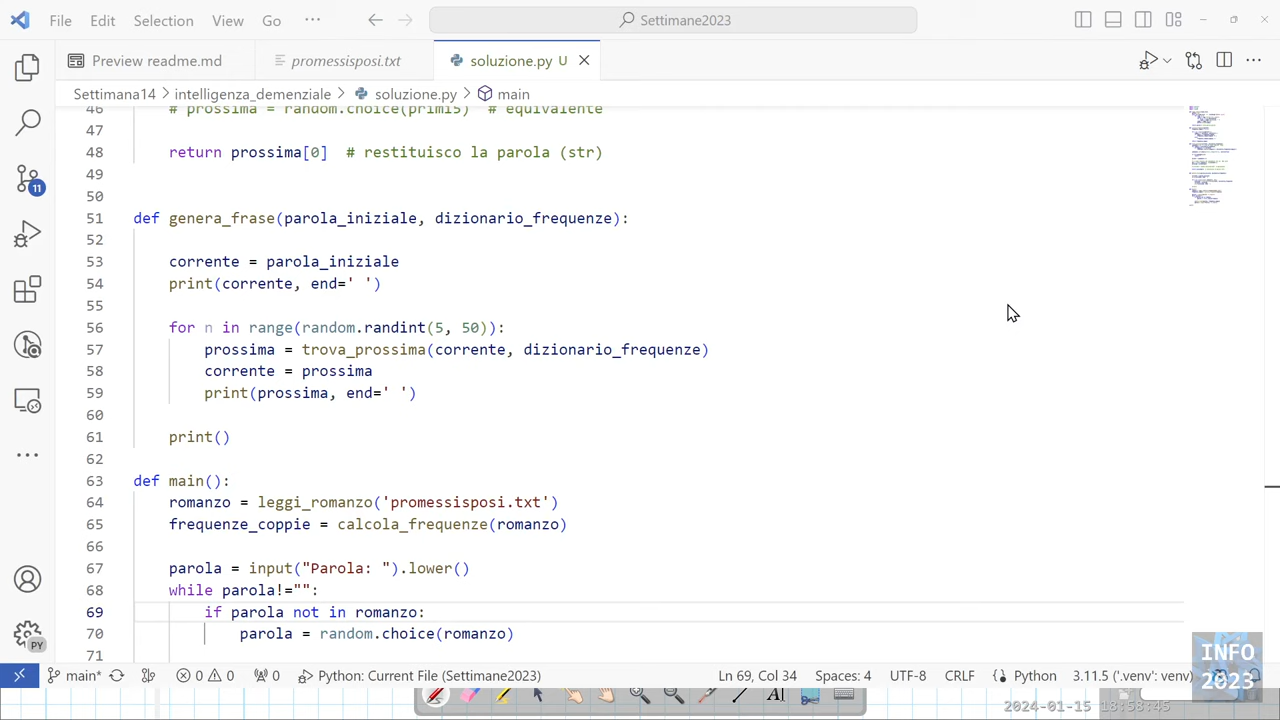 File Edit Selection View Go ··· Settimane2023
Preview readme.md promessisposi.txt soluzione.py U
Settimana14 > intelligenza_demenziale > soluzione.py > main
46 # prossima = random.choice(primi5) # equivalente
47
48 return prossima[0] # restituisco la parola (str)
49
50
51 def genera_frase(parola_iniziale, dizionario_frequenze):
52
53 corrente = parola_iniziale
54 print(corrente, end=' ')
55
56 for n in range(random.randint(5, 50)):
57 prossima = trova_prossima(corrente, dizionario_frequenze)
58 corrente = prossima
59 print(prossima, end=' ')
60
61 print()
62
63 def main():
64 romanzo = leggi_romanzo('promessisposi.txt')
65 frequenze_coppie = calcola_frequenze(romanzo)
66
67 parola = input("Parola: ").lower()
68 while parola!="":
69 if parola not in romanzo:
70 parola = random.choice(romanzo)
71
11
PY
main* 0 0 0 Python: Current File (Settimane2023) Ln 69, Col 34 Spaces: 4 UTF-8 CRLF Python 3.11.5 ('.venv': venv)
INFO
2023
2024-01-15 18:58:45